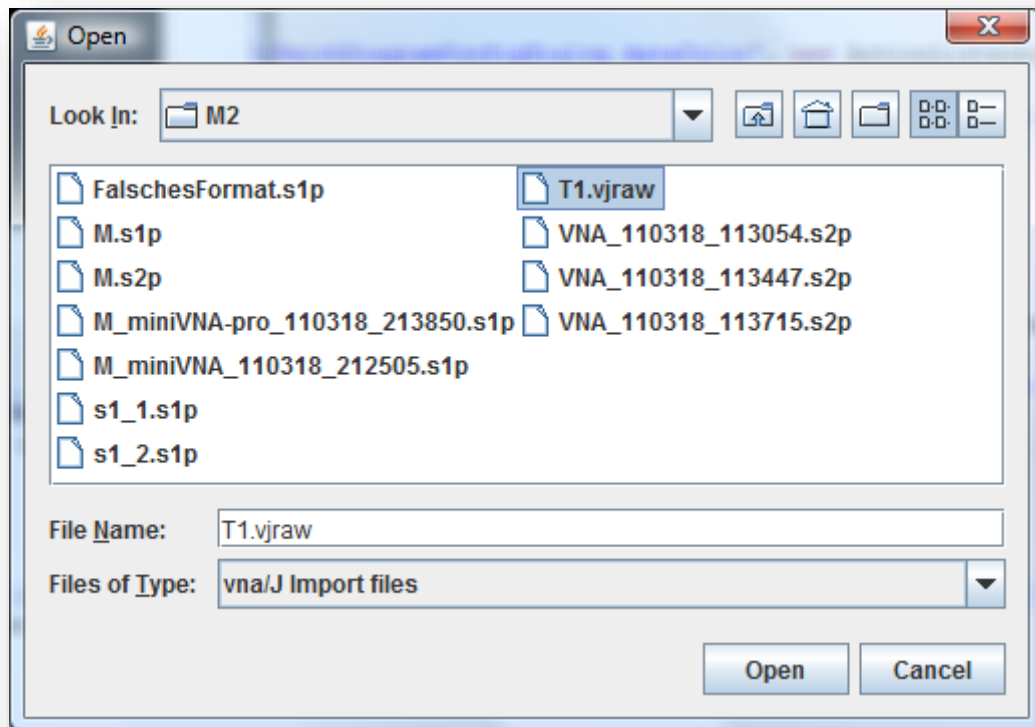 Open
Look In: M2
FalschesFormat.s1p
M.s1p
M.s2p
M_miniVNA-pro_110318_213850.s1p
M_miniVNA_110318_212505.s1p
s1_1.s1p
s1_2.s1p
T1.vjraw
VNA_110318_113054.s2p
VNA_110318_113447.s2p
VNA_110318_113715.s2p
File Name: T1.vjraw
Files of Type: vna/J Import files
Open Cancel